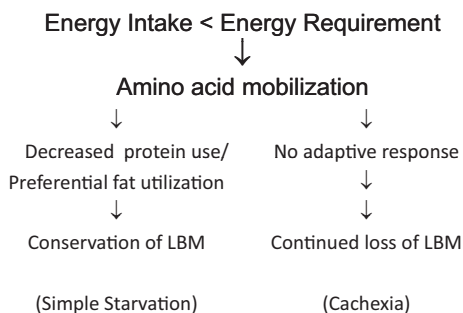 Energy Intake < Energy Requirement
↓
Amino acid mobilization
↓ ↓
Decreased protein use/ No adaptive response
Preferential fat utilization ↓
↓ ↓
Conservation of LBM Continued loss of LBM
(Simple Starvation) (Cachexia)